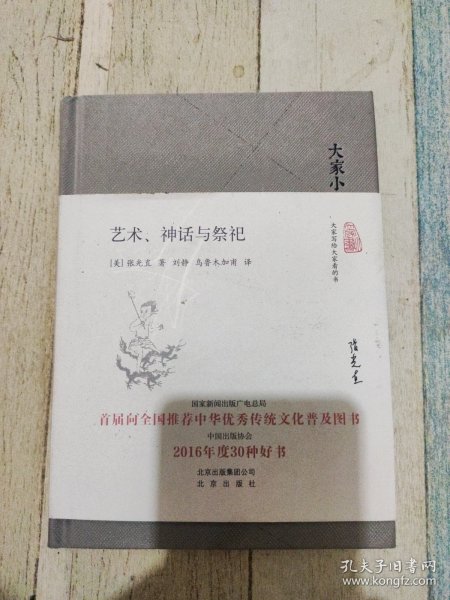 大家小
大家写给大家看的书
艺术、神话与祭祀
[美] 张光直 著 刘静 乌鲁木加甫 译
张光直
国家新闻出版广电总局
首届向全国推荐中华优秀传统文化普及图书
中国出版协会
2016年度30种好书
北京出版集团公司
北京出版社
孔夫子旧书网
www.kongfz.com